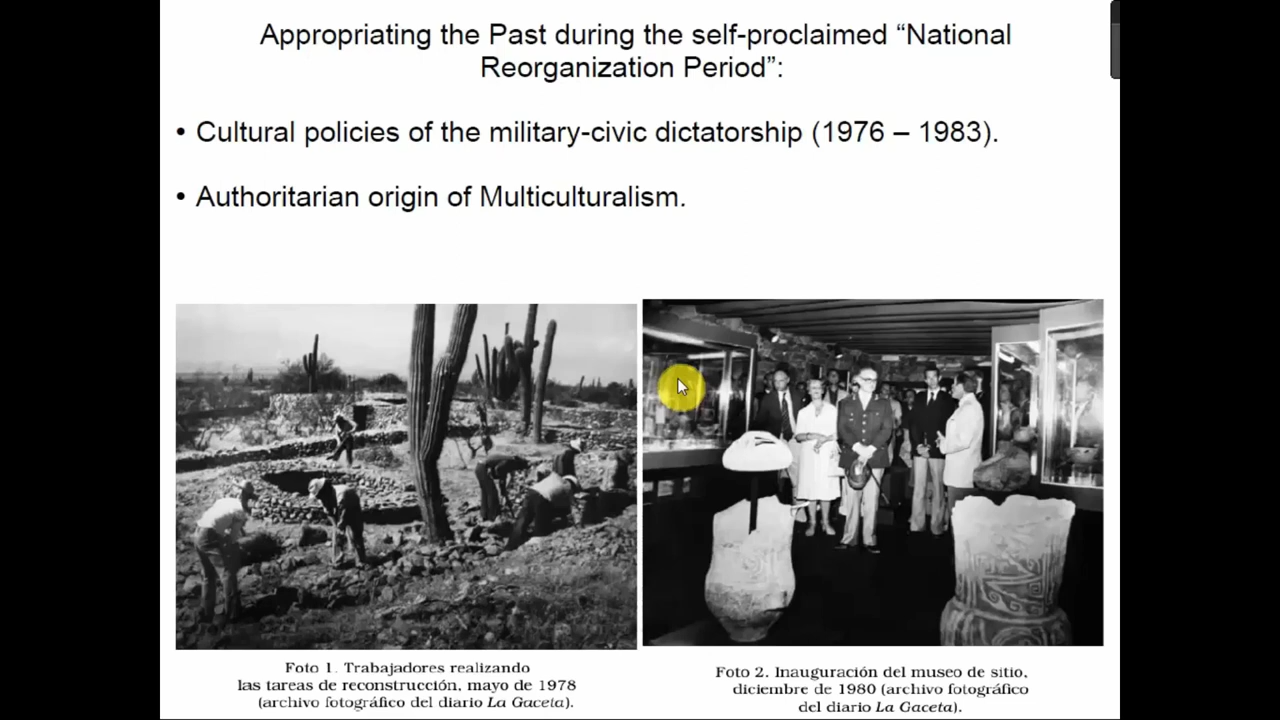 Appropriating the Past during the self-proclaimed “National
Reorganization Period”:
• Cultural policies of the military-civic dictatorship (1976 – 1983).
• Authoritarian origin of Multiculturalism.
Foto 1. Trabajadores realizando
las tareas de reconstrucción, mayo de 1978
(archivo fotográfico del diario La Gaceta).
Foto 2. Inauguración del museo de sitio,
diciembre de 1980 (archivo fotográfico
del diario La Gaceta).